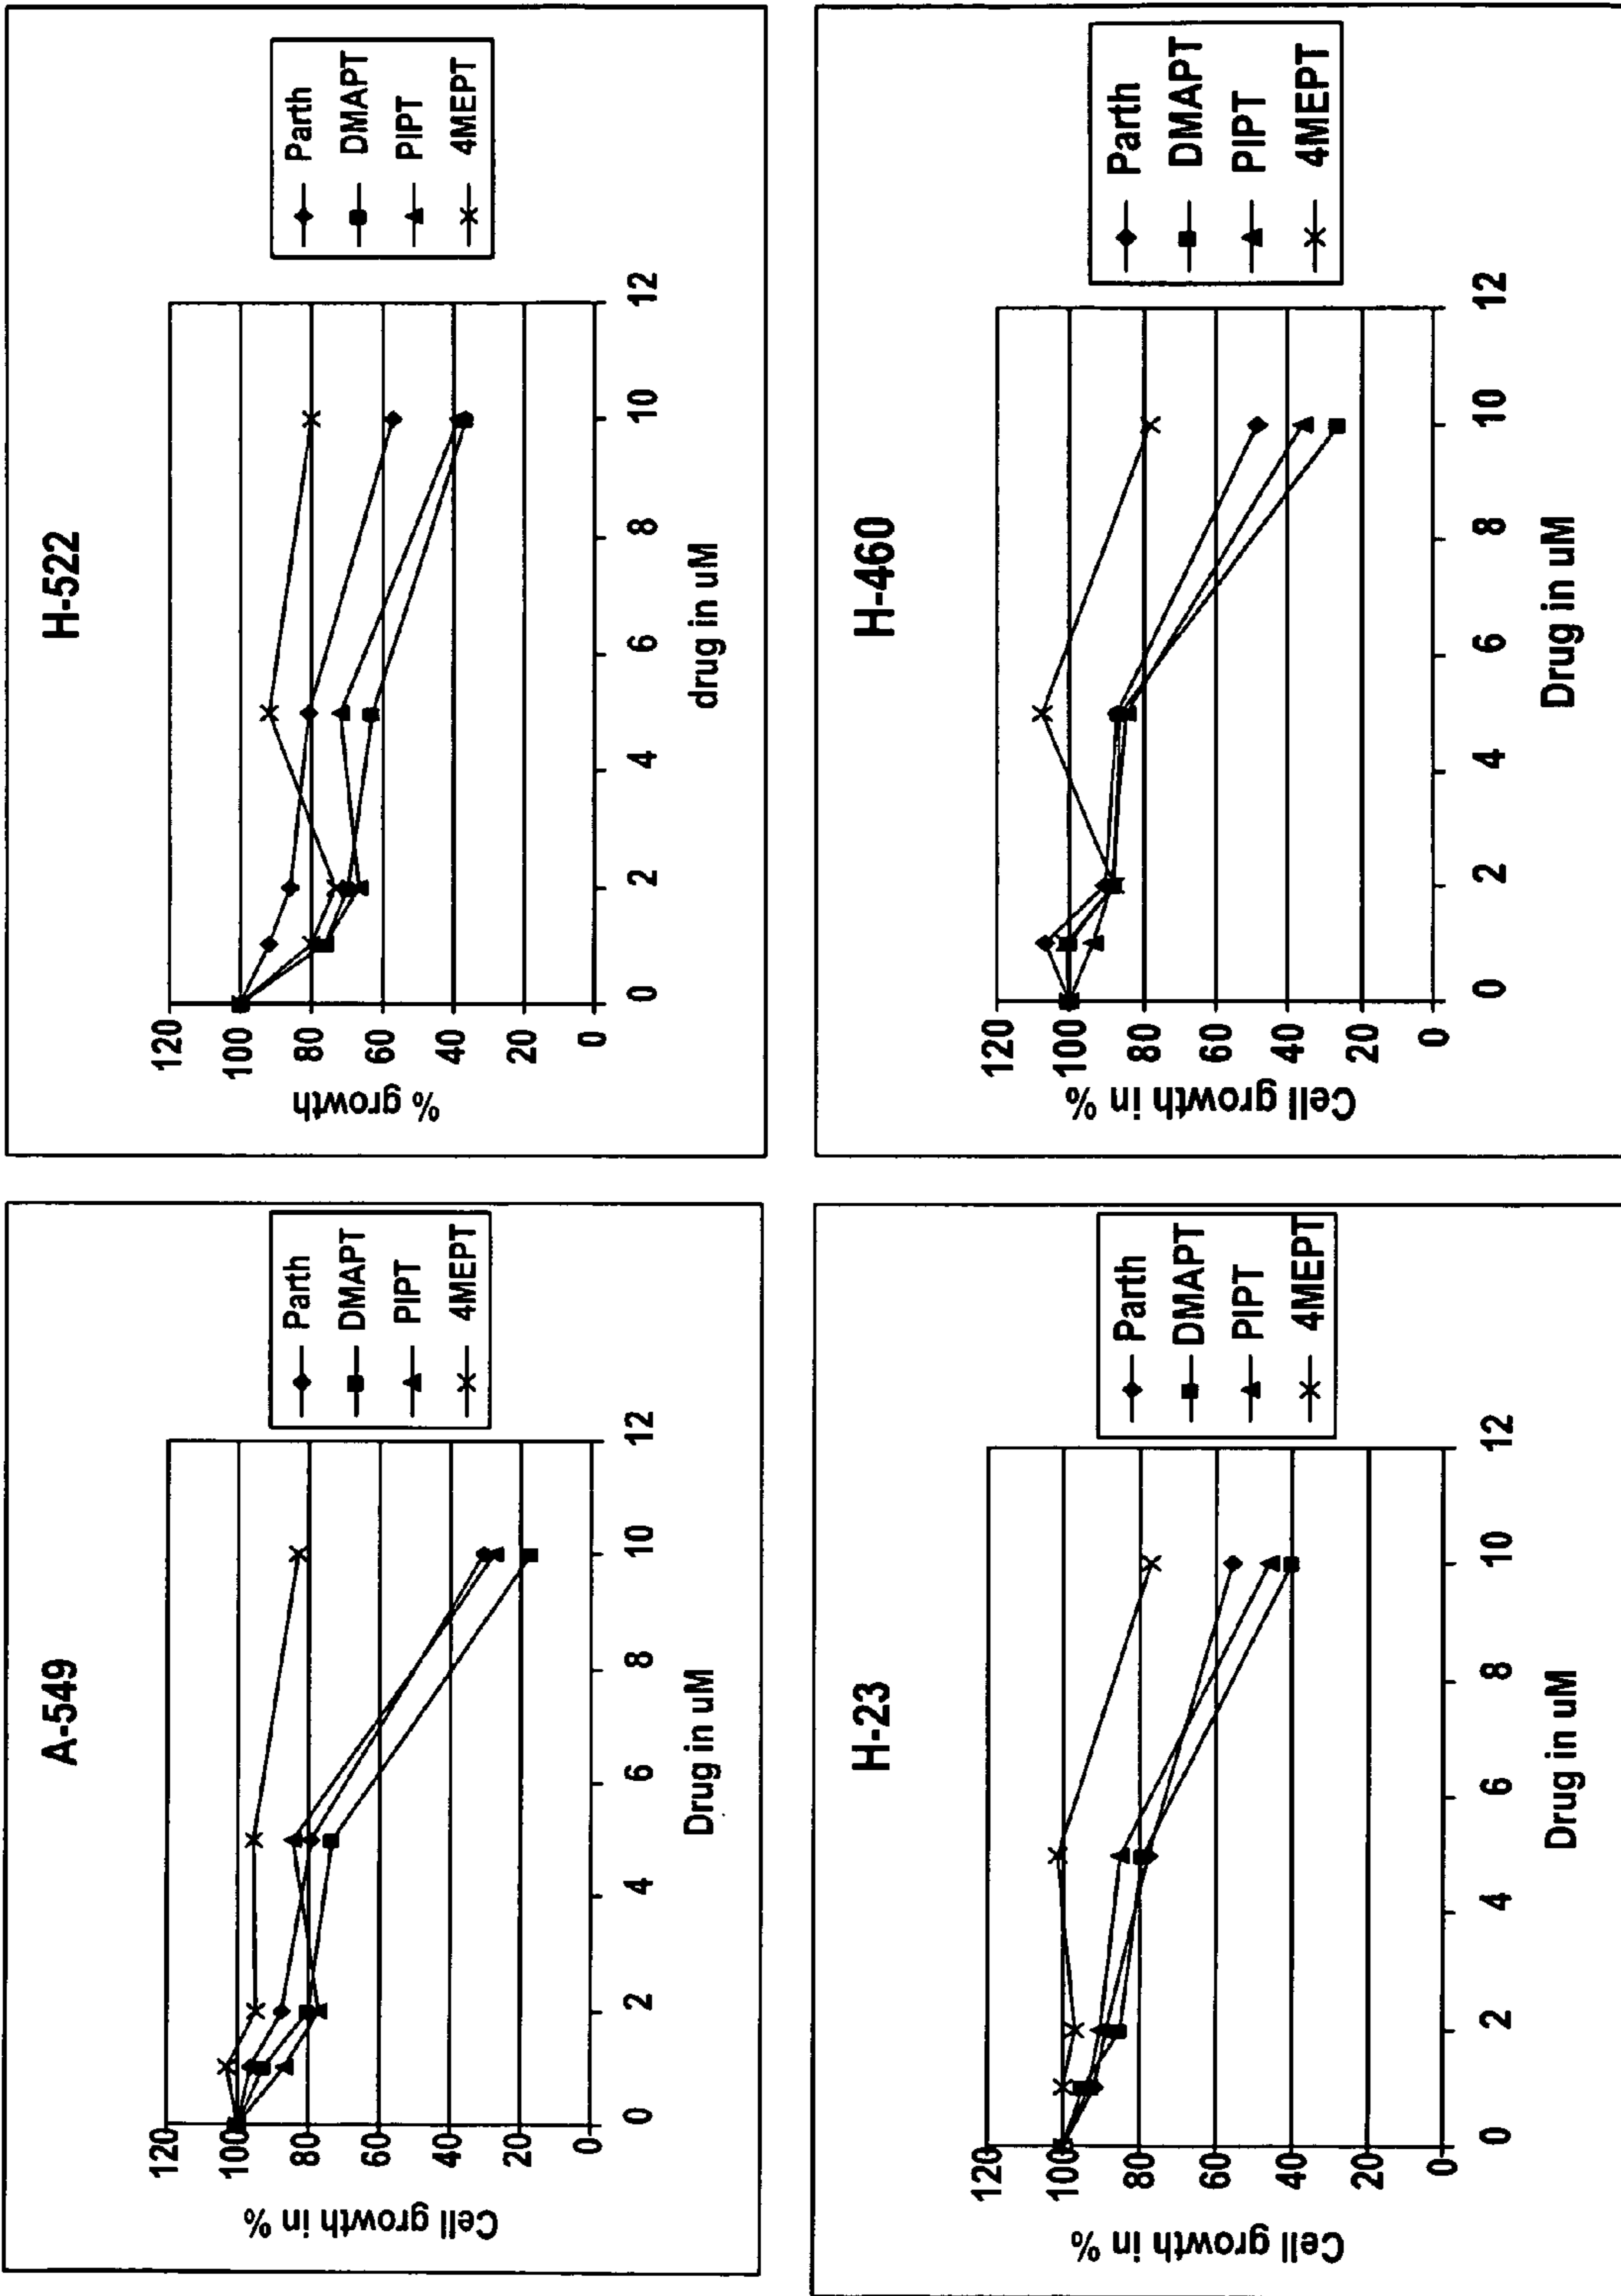 A-549
Cell growth in %
120
100
80
60
40
20
0
0 2 4 6 8 10 12
Drug in uM
Parth
DMAPT
PIPT
4MEPT
H-522
% growth
120
100
80
60
40
20
0
0 2 4 6 8 10 12
drug in uM
Parth
DMAPT
PIPT
4MEPT
H-23
Cell growth in %
120
100
80
60
40
20
0
0 2 4 6 8 10 12
Drug in uM
Parth
DMAPT
PIPT
4MEPT
H-460
Cell growth in %
120
100
80
60
40
20
0
0 2 4 6 8 10 12
Drug in uM
Parth
DMAPT
PIPT
4MEPT